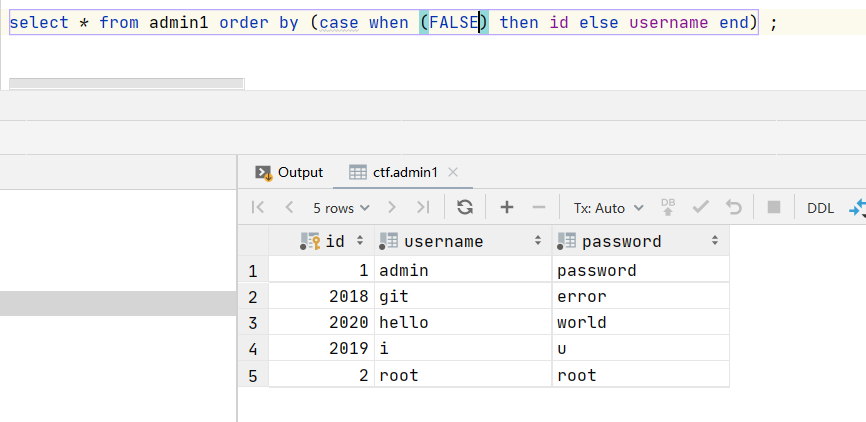 select * from admin1 order by (case when (FALSE) then id else username end) ;
Output ctf.admin1
5 rows Tx: Auto DB DDL
id username password
1 1 admin password
2 2018 git error
3 2020 hello world
4 2019 i u
5 2 root root